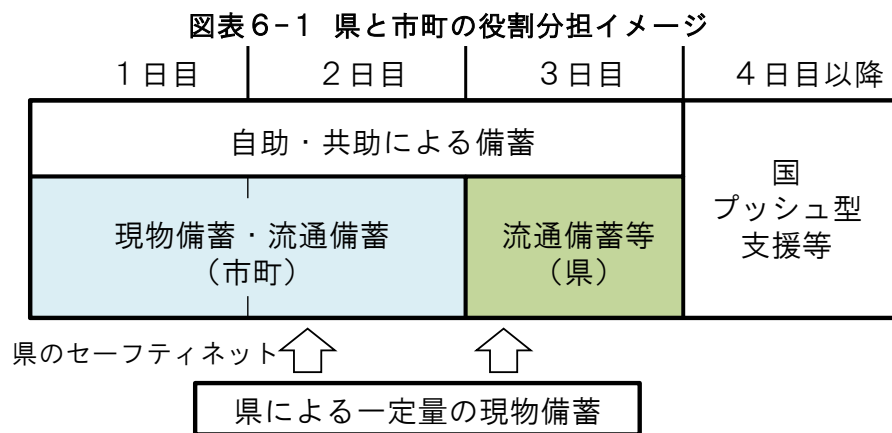 図表６-１ 県と市町の役割分担イメージ
１日目 ２日目 ３日目 ４日目以降
自助・共助による備蓄
現物備蓄・流通備蓄
（市町）
流通備蓄等
（県）
国
プッシュ型
支援等
県のセーフティネット
県による一定量の現物備蓄